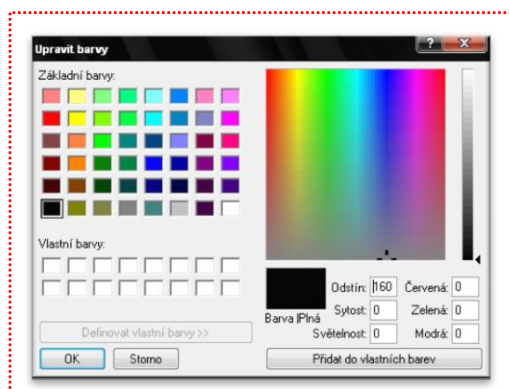 Upravit barvy
Základní barvy:
Vlastní barvy:
Definovat vlastní barvy >>
OK Storno
Barva |Plná
Odstín: 160 Červená: 0
Sytost: 0 Zelená: 0
Světelnost: 0 Modrá: 0
Přidat do vlastních barev